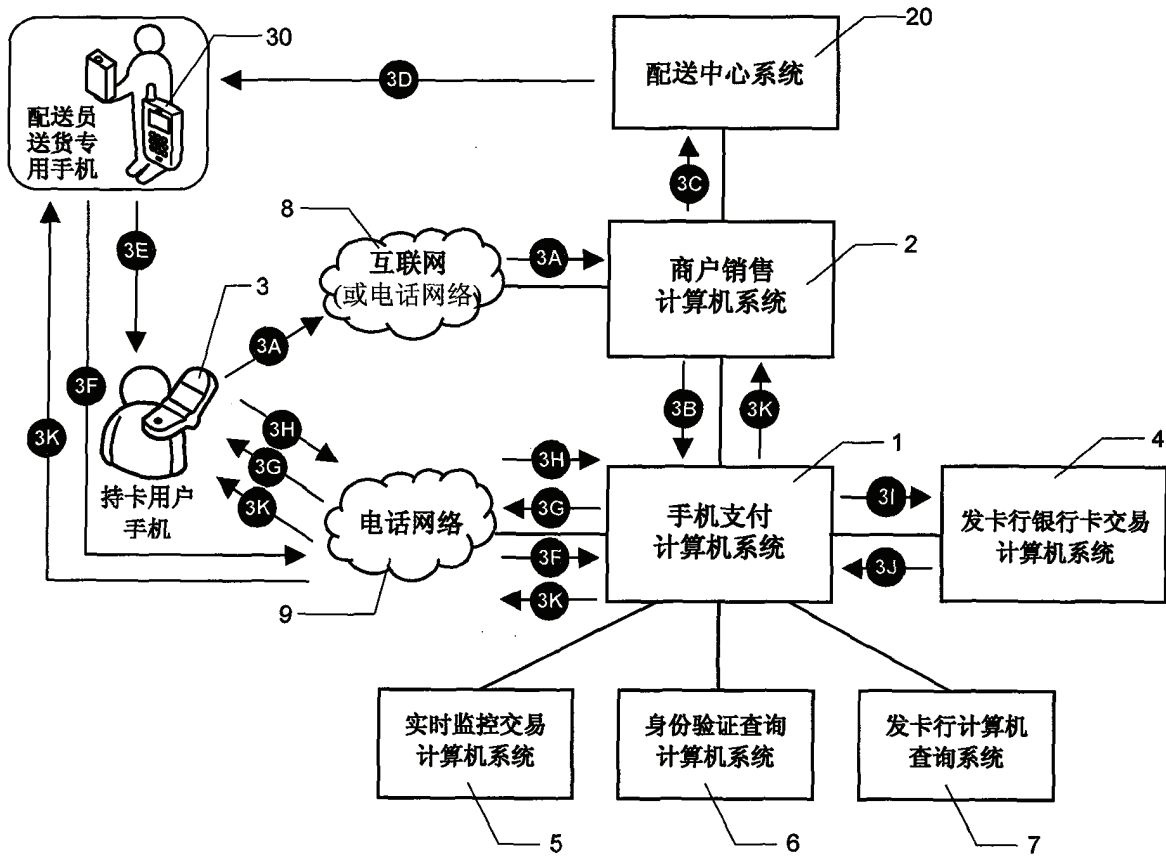 20
30
配送中心系统
3D
配送员
送货专
用手机
3C
8
3E
3A
互联网
(或电话网络)
2
商户销售
计算机系统
3
3A
3F
3B
3K
3K
3H
3H
1
4
3G
3G
3I
持卡用户
手机
3K
电话网络
手机支付
计算机系统
发卡行银行卡交易
计算机系统
3F
3J
3K
9
实时监控交易
计算机系统
身份验证查询
计算机系统
发卡行计算机
查询系统
5
6
7